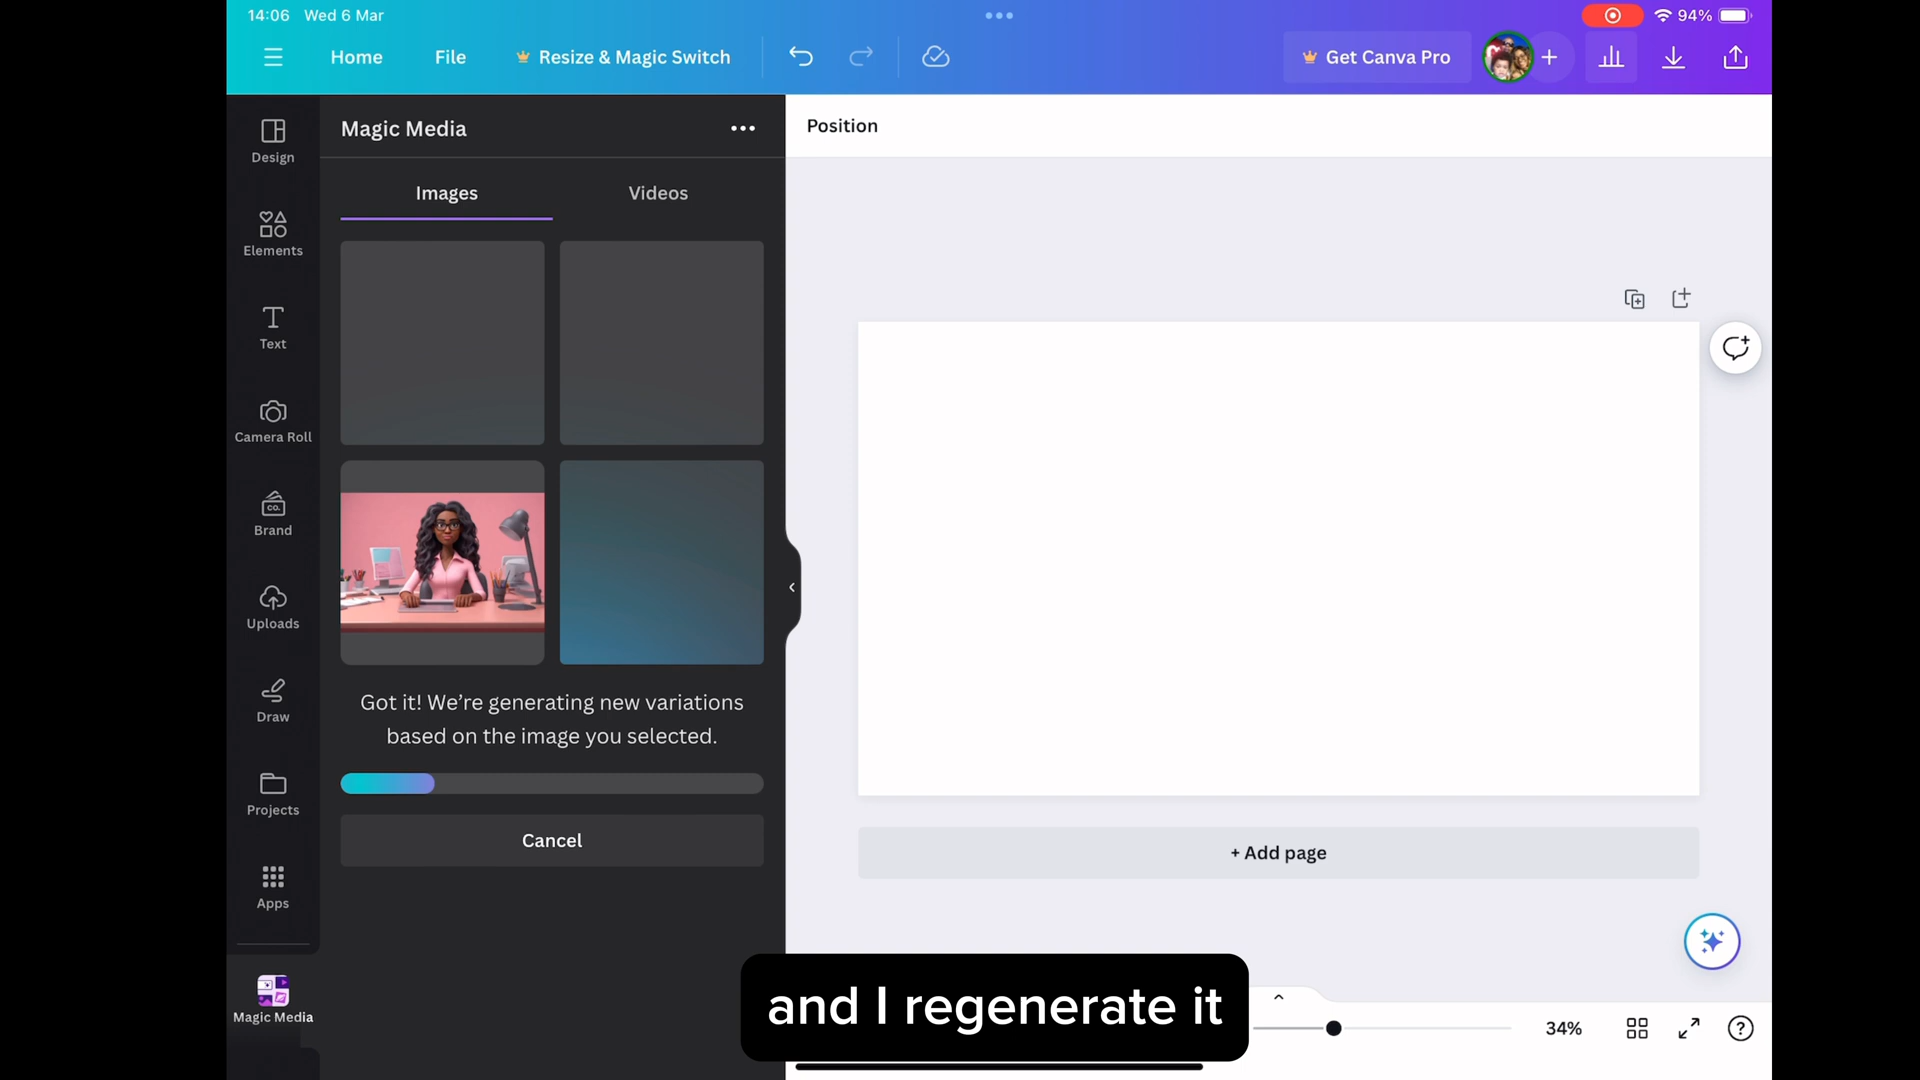 14:06 Wed 6 Mar
94%
Home
File
Resize & Magic Switch
Get Canva Pro
Design
Elements
Text
Camera Roll
CO.
Brand
Uploads
Draw
Projects
Apps
Magic Media
Magic Media
Images
Videos
Got it! We’re generating new variations
based on the image you selected.
Cancel
Position
+ Add page
34%
and I regenerate it